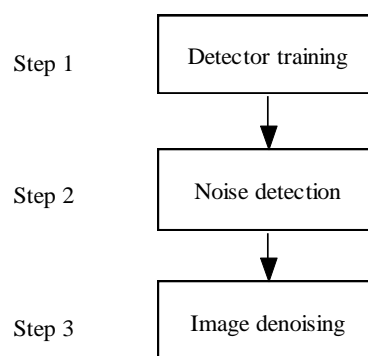 Step 1 Detector training
Step 2 Noise detection
Step 3 Image denoising